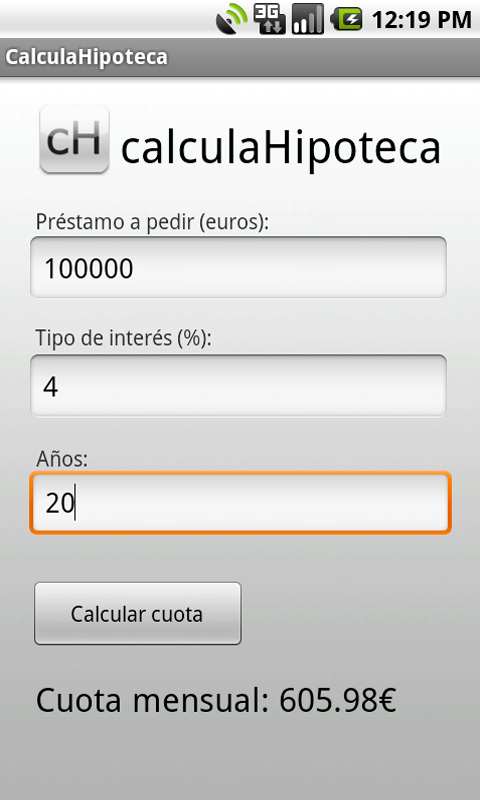 3G
12:19 PM
CalculaHipoteca
cH
calculaHipoteca
Préstamo a pedir (euros):
100000
Tipo de interés (%):
4
Años:
20
Calcular cuota
Cuota mensual: 605.98€